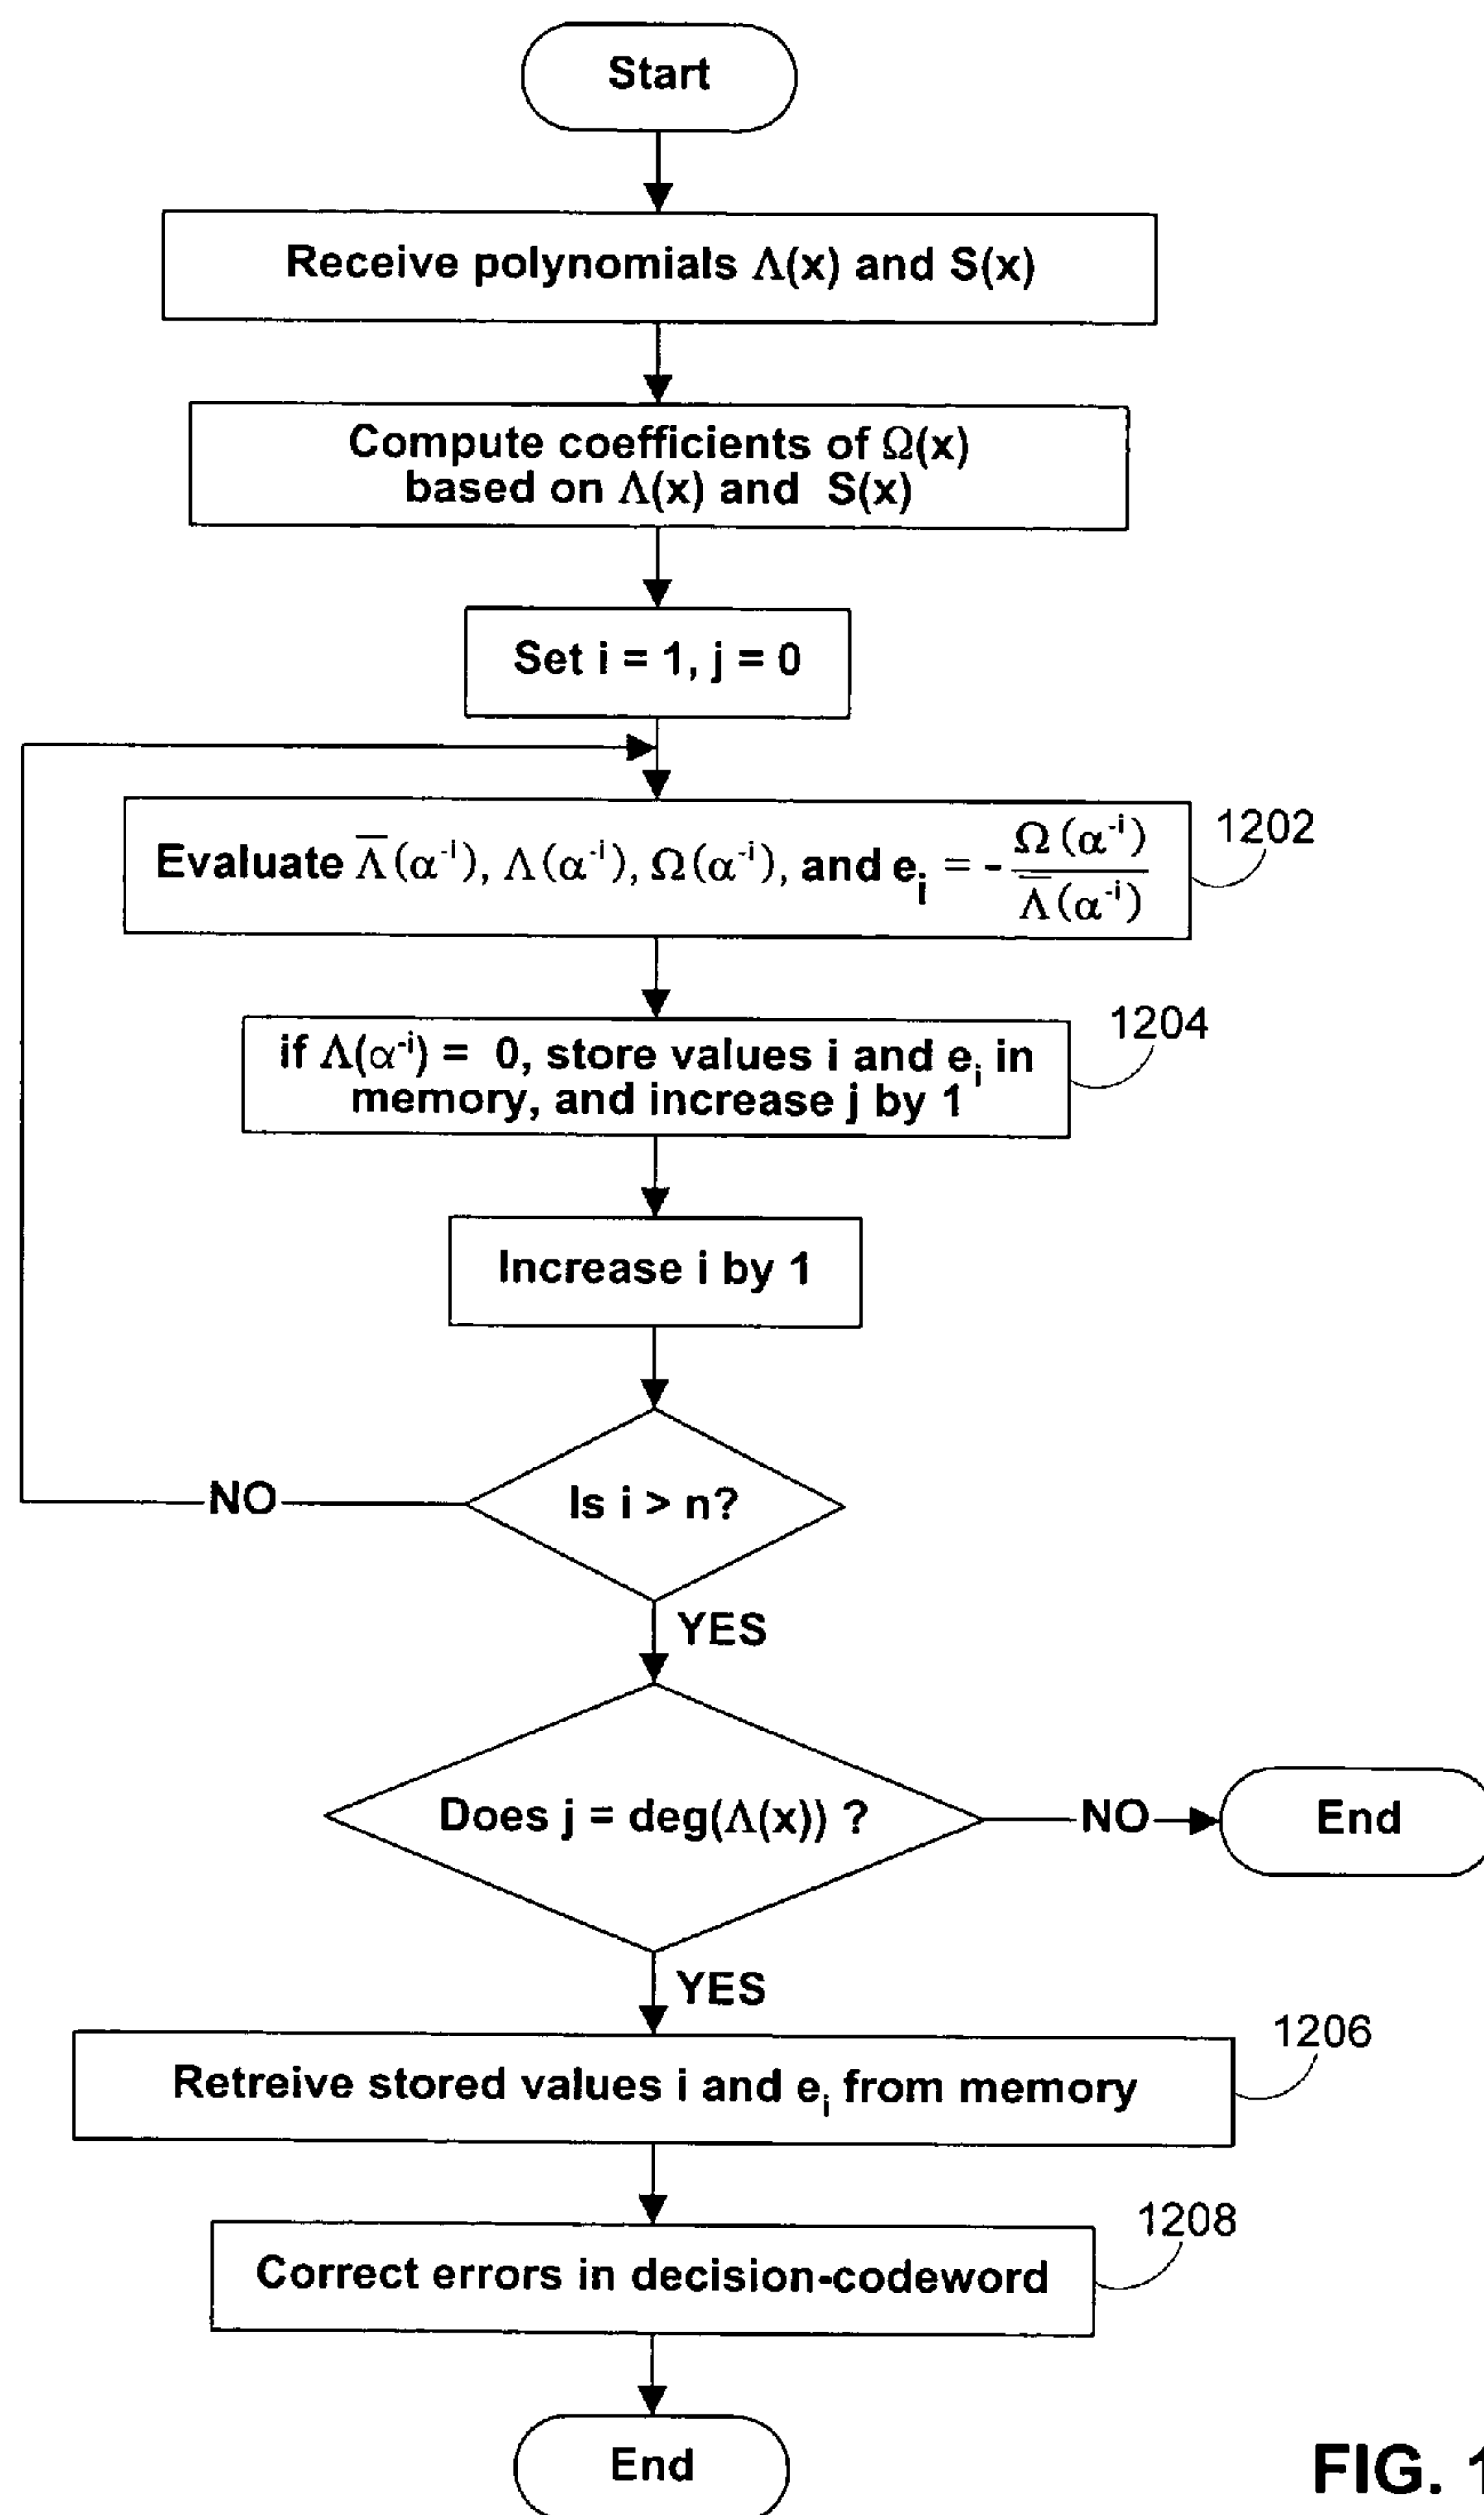 Start
Receive polynomials Λ(x) and S(x)
Compute coefficients of Ω(x)
based on Λ(x) and S(x)
Set i = 1, j = 0
Evaluate Λ̅(α⁻ⁱ), Λ(α⁻ⁱ), Ω(α⁻ⁱ), and eᵢ = - Ω(α⁻ⁱ) / Λ̅(α⁻ⁱ)
1202
if Λ(α⁻ⁱ) = 0, store values i and eᵢ in
memory, and increase j by 1
1204
Increase i by 1
Is i > n?
NO
YES
Does j = deg(Λ(x)) ?
NO
End
YES
Retreive stored values i and eᵢ from memory
1206
Correct errors in decision-codeword
1208
End
FIG. 1